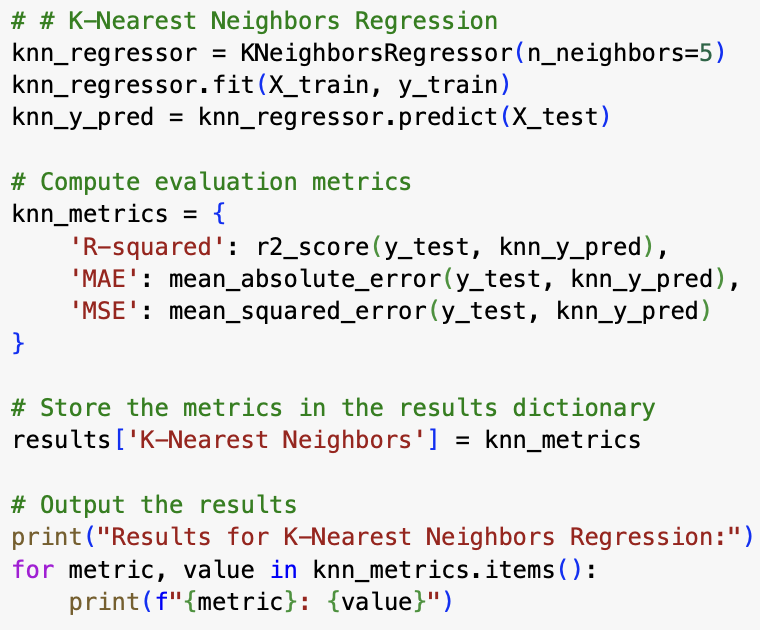 # # K-Nearest Neighbors Regression
knn_regressor = KNeighborsRegressor(n_neighbors=5)
knn_regressor.fit(X_train, y_train)
knn_y_pred = knn_regressor.predict(X_test)

# Compute evaluation metrics
knn_metrics = {
    'R-squared': r2_score(y_test, knn_y_pred),
    'MAE': mean_absolute_error(y_test, knn_y_pred),
    'MSE': mean_squared_error(y_test, knn_y_pred)
}

# Store the metrics in the results dictionary
results['K-Nearest Neighbors'] = knn_metrics

# Output the results
print("Results for K-Nearest Neighbors Regression:")
for metric, value in knn_metrics.items():
    print(f"{metric}: {value}")